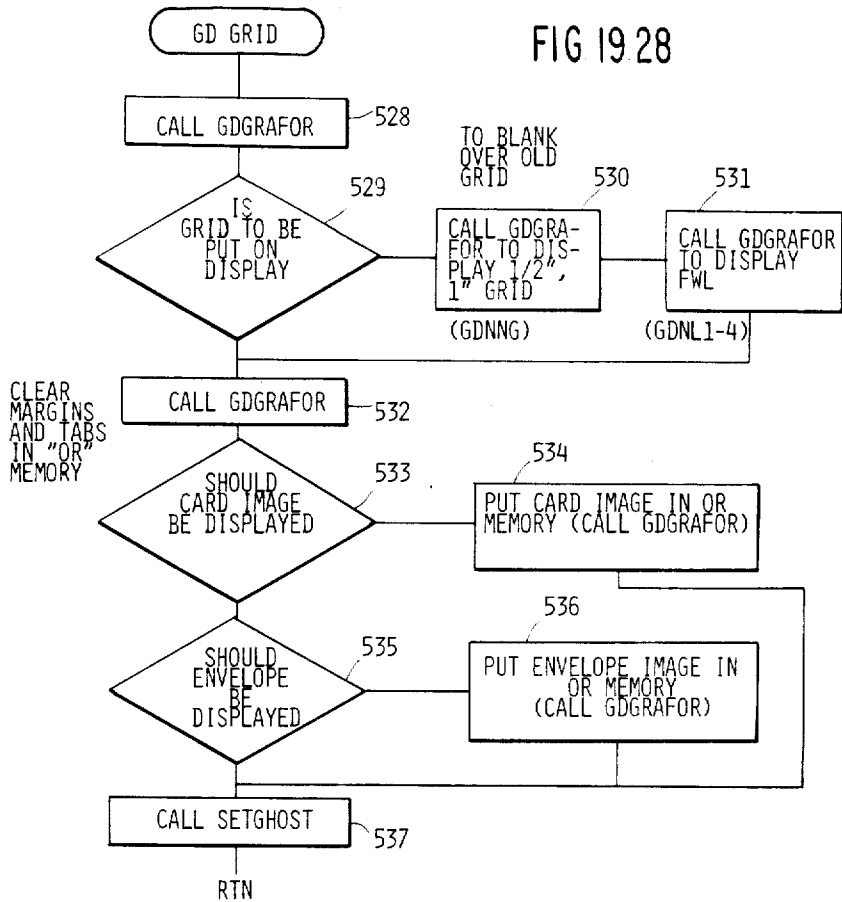 GD GRID
FIG 19.28
CALL GDGRAFOR
528
529
IS
GRID TO BE
PUT ON
DISPLAY
TO BLANK
OVER OLD
GRID
530
CALL GDGRA-
FOR TO DIS-
PLAY 1/2",
1" GRID
(GDNNG)
531
CALL GDGRAFOR
TO DISPLAY
FWL
(GDNL1-4)
CLEAR
MARGINS
AND TABS
IN "OR"
MEMORY
CALL GDGRAFOR
532
533
SHOULD
CARD IMAGE
BE DISPLAYED
534
PUT CARD IMAGE IN OR
MEMORY (CALL GDGRAFOR)
535
SHOULD
ENVELOPE
BE
DISPLAYED
536
PUT ENVELOPE IMAGE IN
OR MEMORY
(CALL GDGRAFOR)
CALL SETGHOST
537
RTN